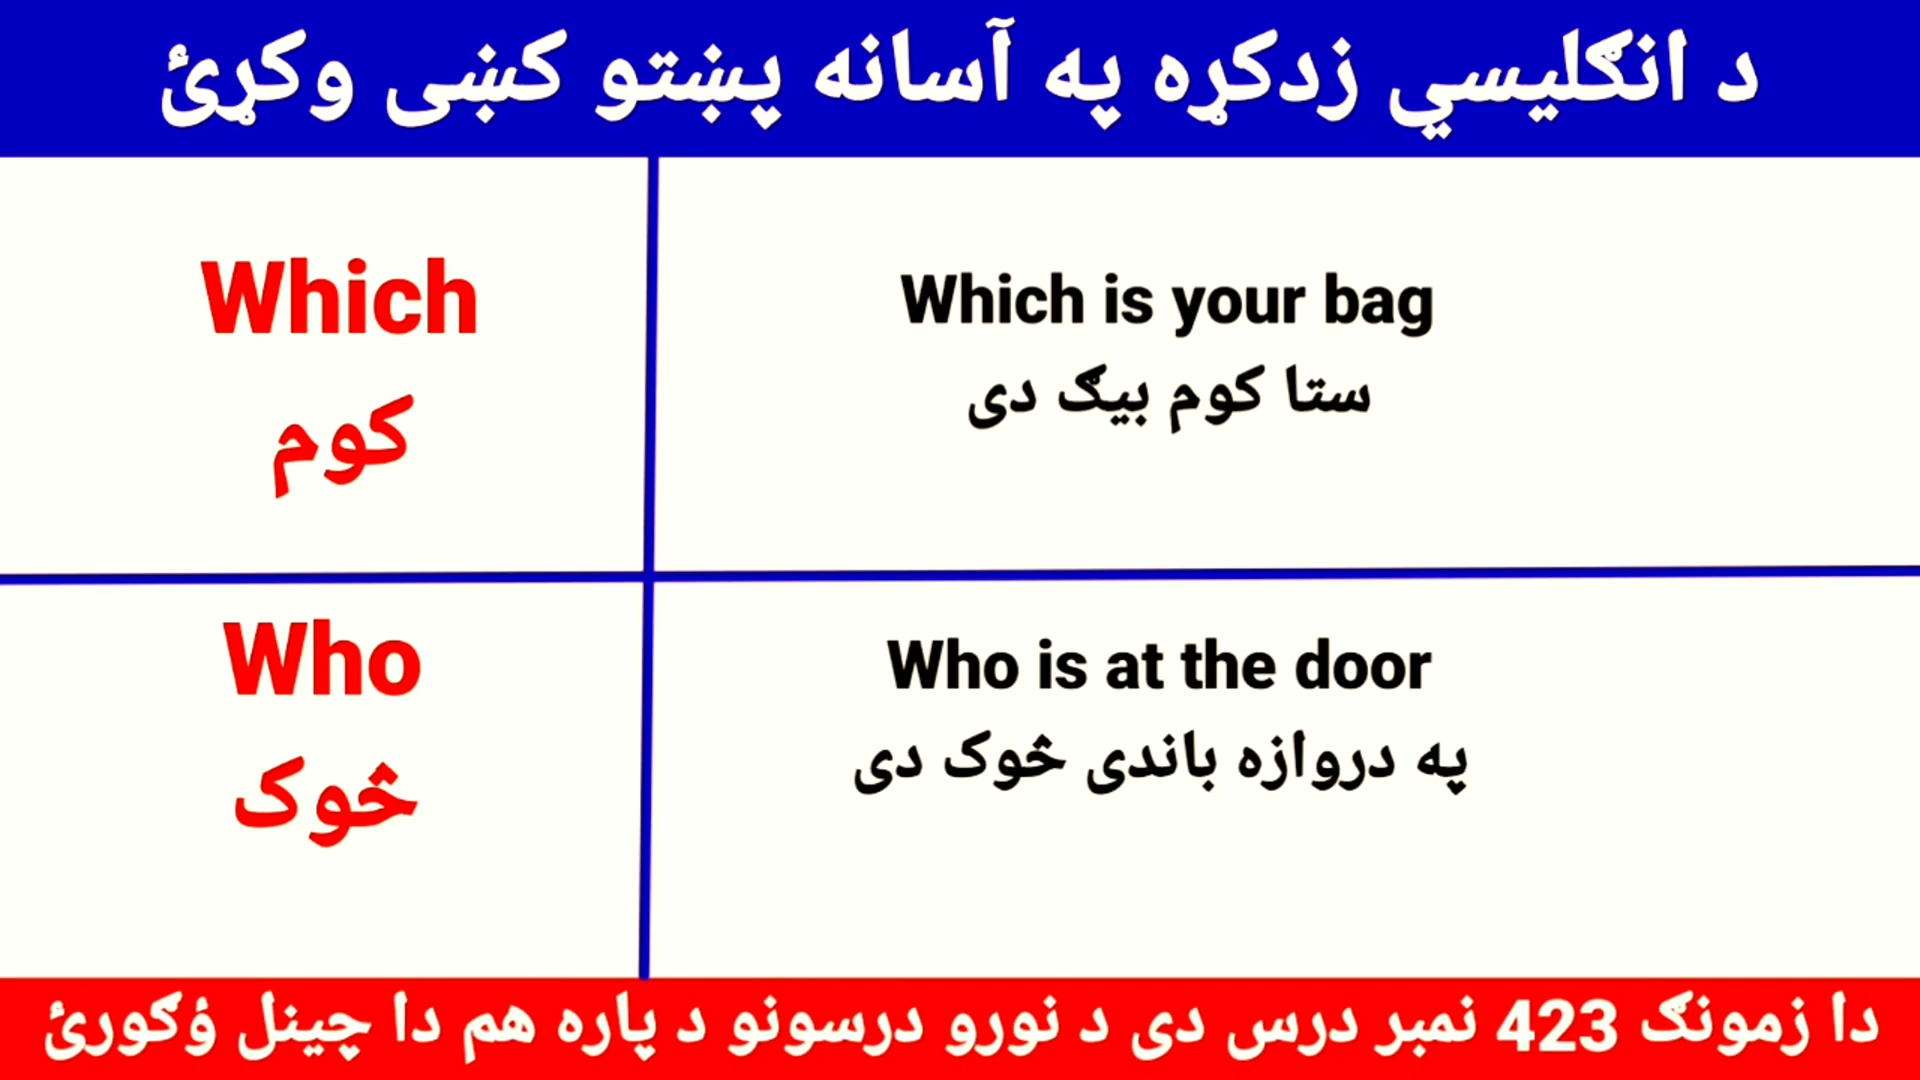 د انګلیسي زدکړه په آسانه پښتو کښی وکړئ
Which
کوم
Which is your bag
ستا کوم بیګ دی
Who
څوک
Who is at the door
په دروازه باندی څوک دی
دا زمونګ 423 نمبر درس دی د نورو درسونو د پاره هم دا چینل ؤګورئ